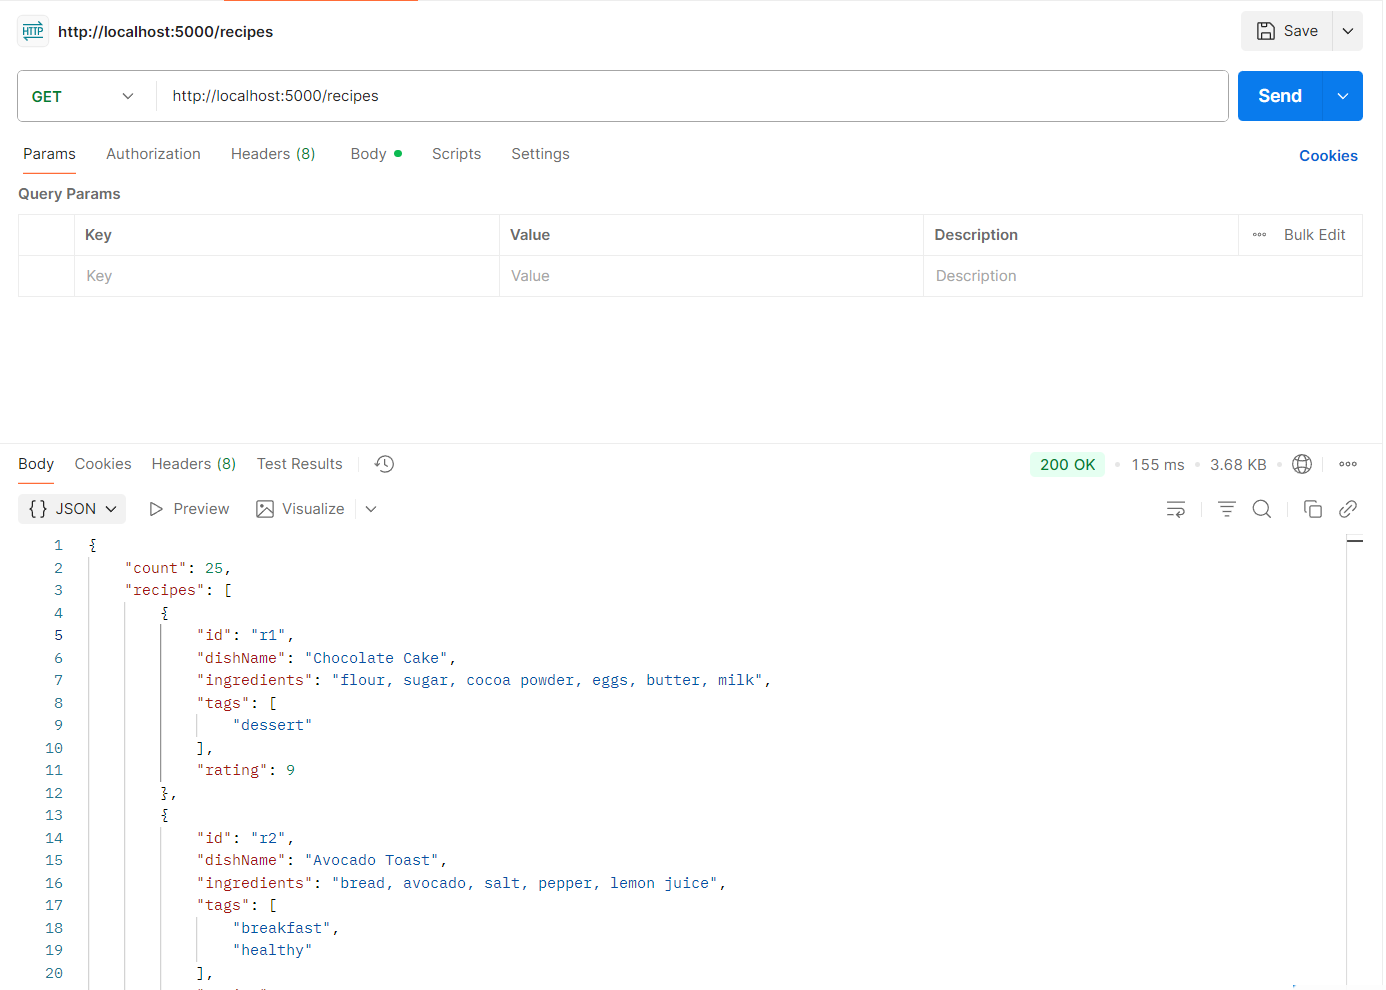 HTTP http://localhost:5000/recipes Save
GET http://localhost:5000/recipes Send
Params Authorization Headers (8) Body Scripts Settings Cookies
Query Params
Key Value Description Bulk Edit
Key Value Description
Body Cookies Headers (8) Test Results 200 OK 155 ms 3.68 KB
{} JSON Preview Visualize
1 {
2 "count": 25,
3 "recipes": [
4 {
5 "id": "r1",
6 "dishName": "Chocolate Cake",
7 "ingredients": "flour, sugar, cocoa powder, eggs, butter, milk",
8 "tags": [
9 "dessert"
10 ],
11 "rating": 9
12 },
13 {
14 "id": "r2",
15 "dishName": "Avocado Toast",
16 "ingredients": "bread, avocado, salt, pepper, lemon juice",
17 "tags": [
18 "breakfast",
19 "healthy"
20 ],